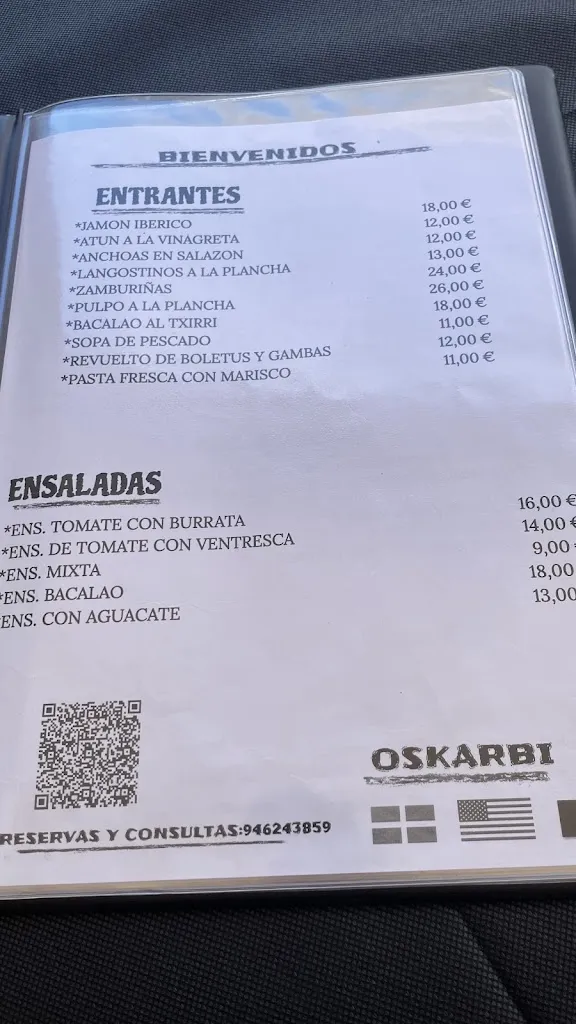 BIENVENIDOS
ENTRANTES
*JAMON IBERICO 18,00 €
*ATUN A LA VINAGRETA 12,00 €
*ANCHOAS EN SALAZON 12,00 €
*LANGOSTINOS A LA PLANCHA 13,00 €
*ZAMBURIÑAS 24,00 €
*PULPO A LA PLANCHA 26,00 €
*BACALAO AL TXIRRI 18,00 €
*SOPA DE PESCADO 11,00 €
*REVUELTO DE BOLETUS Y GAMBAS 12,00 €
*PASTA FRESCA CON MARISCO 11,00 €
ENSALADAS
*ENS. TOMATE CON BURRATA 16,00 €
*ENS. DE TOMATE CON VENTRESCA 14,00 €
*ENS. MIXTA 9,00
*ENS. BACALAO 18,00
ENS. CON AGUACATE 13,00
OSKARBI
RESERVAS Y CONSULTAS:946243859